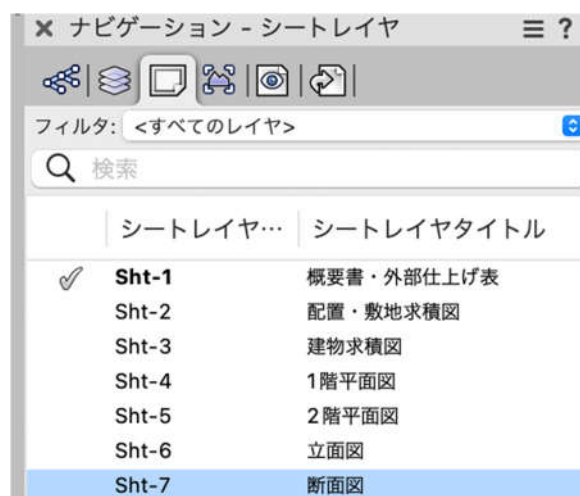 × ナビゲーション - シートレイヤ ≡ ?
フィルタ: <すべてのレイヤ>
検索
シートレイヤ… シートレイヤタイトル
Sht-1 概要書・外部仕上げ表
Sht-2 配置・敷地求積図
Sht-3 建物求積図
Sht-4 1階平面図
Sht-5 2階平面図
Sht-6 立面図
Sht-7 断面図